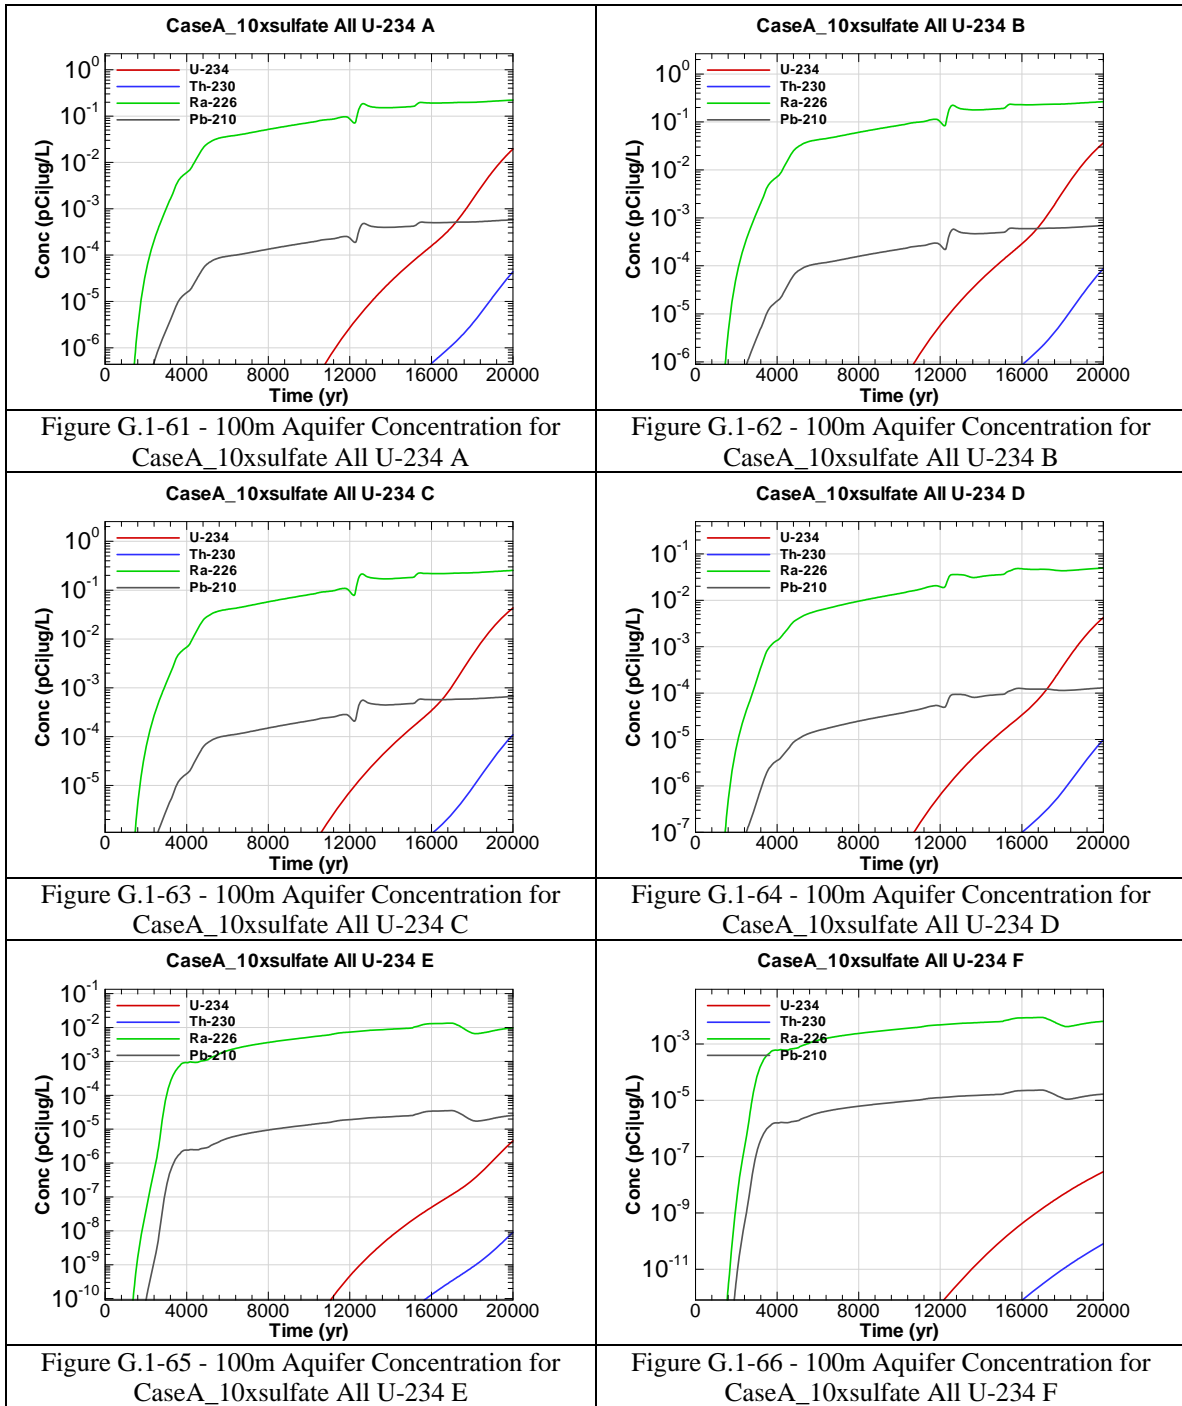 CaseA_10xsulfate All U-234 A
U-234
Th-230
Ra-226
Pb-210
10^0
10^-1
10^-2
10^-3
10^-4
10^-5
10^-6
Conc (pCi|ug/L)
0 4000 8000 12000 16000 20000
Time (yr)
Figure G.1-61 - 100m Aquifer Concentration for
CaseA_10xsulfate All U-234 A
CaseA_10xsulfate All U-234 B
U-234
Th-230
Ra-226
Pb-210
10^0
10^-1
10^-2
10^-3
10^-4
10^-5
10^-6
Conc (pCi|ug/L)
0 4000 8000 12000 16000 20000
Time (yr)
Figure G.1-62 - 100m Aquifer Concentration for
CaseA_10xsulfate All U-234 B
CaseA_10xsulfate All U-234 C
U-234
Th-230
Ra-226
Pb-210
10^0
10^-1
10^-2
10^-3
10^-4
10^-5
Conc (pCi|ug/L)
0 4000 8000 12000 16000 20000
Time (yr)
Figure G.1-63 - 100m Aquifer Concentration for
CaseA_10xsulfate All U-234 C
CaseA_10xsulfate All U-234 D
U-234
Th-230
Ra-226
Pb-210
10^-1
10^-2
10^-3
10^-4
10^-5
10^-6
10^-7
Conc (pCi|ug/L)
0 4000 8000 12000 16000 20000
Time (yr)
Figure G.1-64 - 100m Aquifer Concentration for
CaseA_10xsulfate All U-234 D
CaseA_10xsulfate All U-234 E
U-234
Th-230
Ra-226
Pb-210
10^-1
10^-2
10^-3
10^-4
10^-5
10^-6
10^-7
10^-8
10^-9
10^-10
Conc (pCi|ug/L)
0 4000 8000 12000 16000 20000
Time (yr)
Figure G.1-65 - 100m Aquifer Concentration for
CaseA_10xsulfate All U-234 E
CaseA_10xsulfate All U-234 F
U-234
Th-230
Ra-226
Pb-210
10^-3
10^-5
10^-7
10^-9
10^-11
Conc (pCi|ug/L)
0 4000 8000 12000 16000 20000
Time (yr)
Figure G.1-66 - 100m Aquifer Concentration for
CaseA_10xsulfate All U-234 F